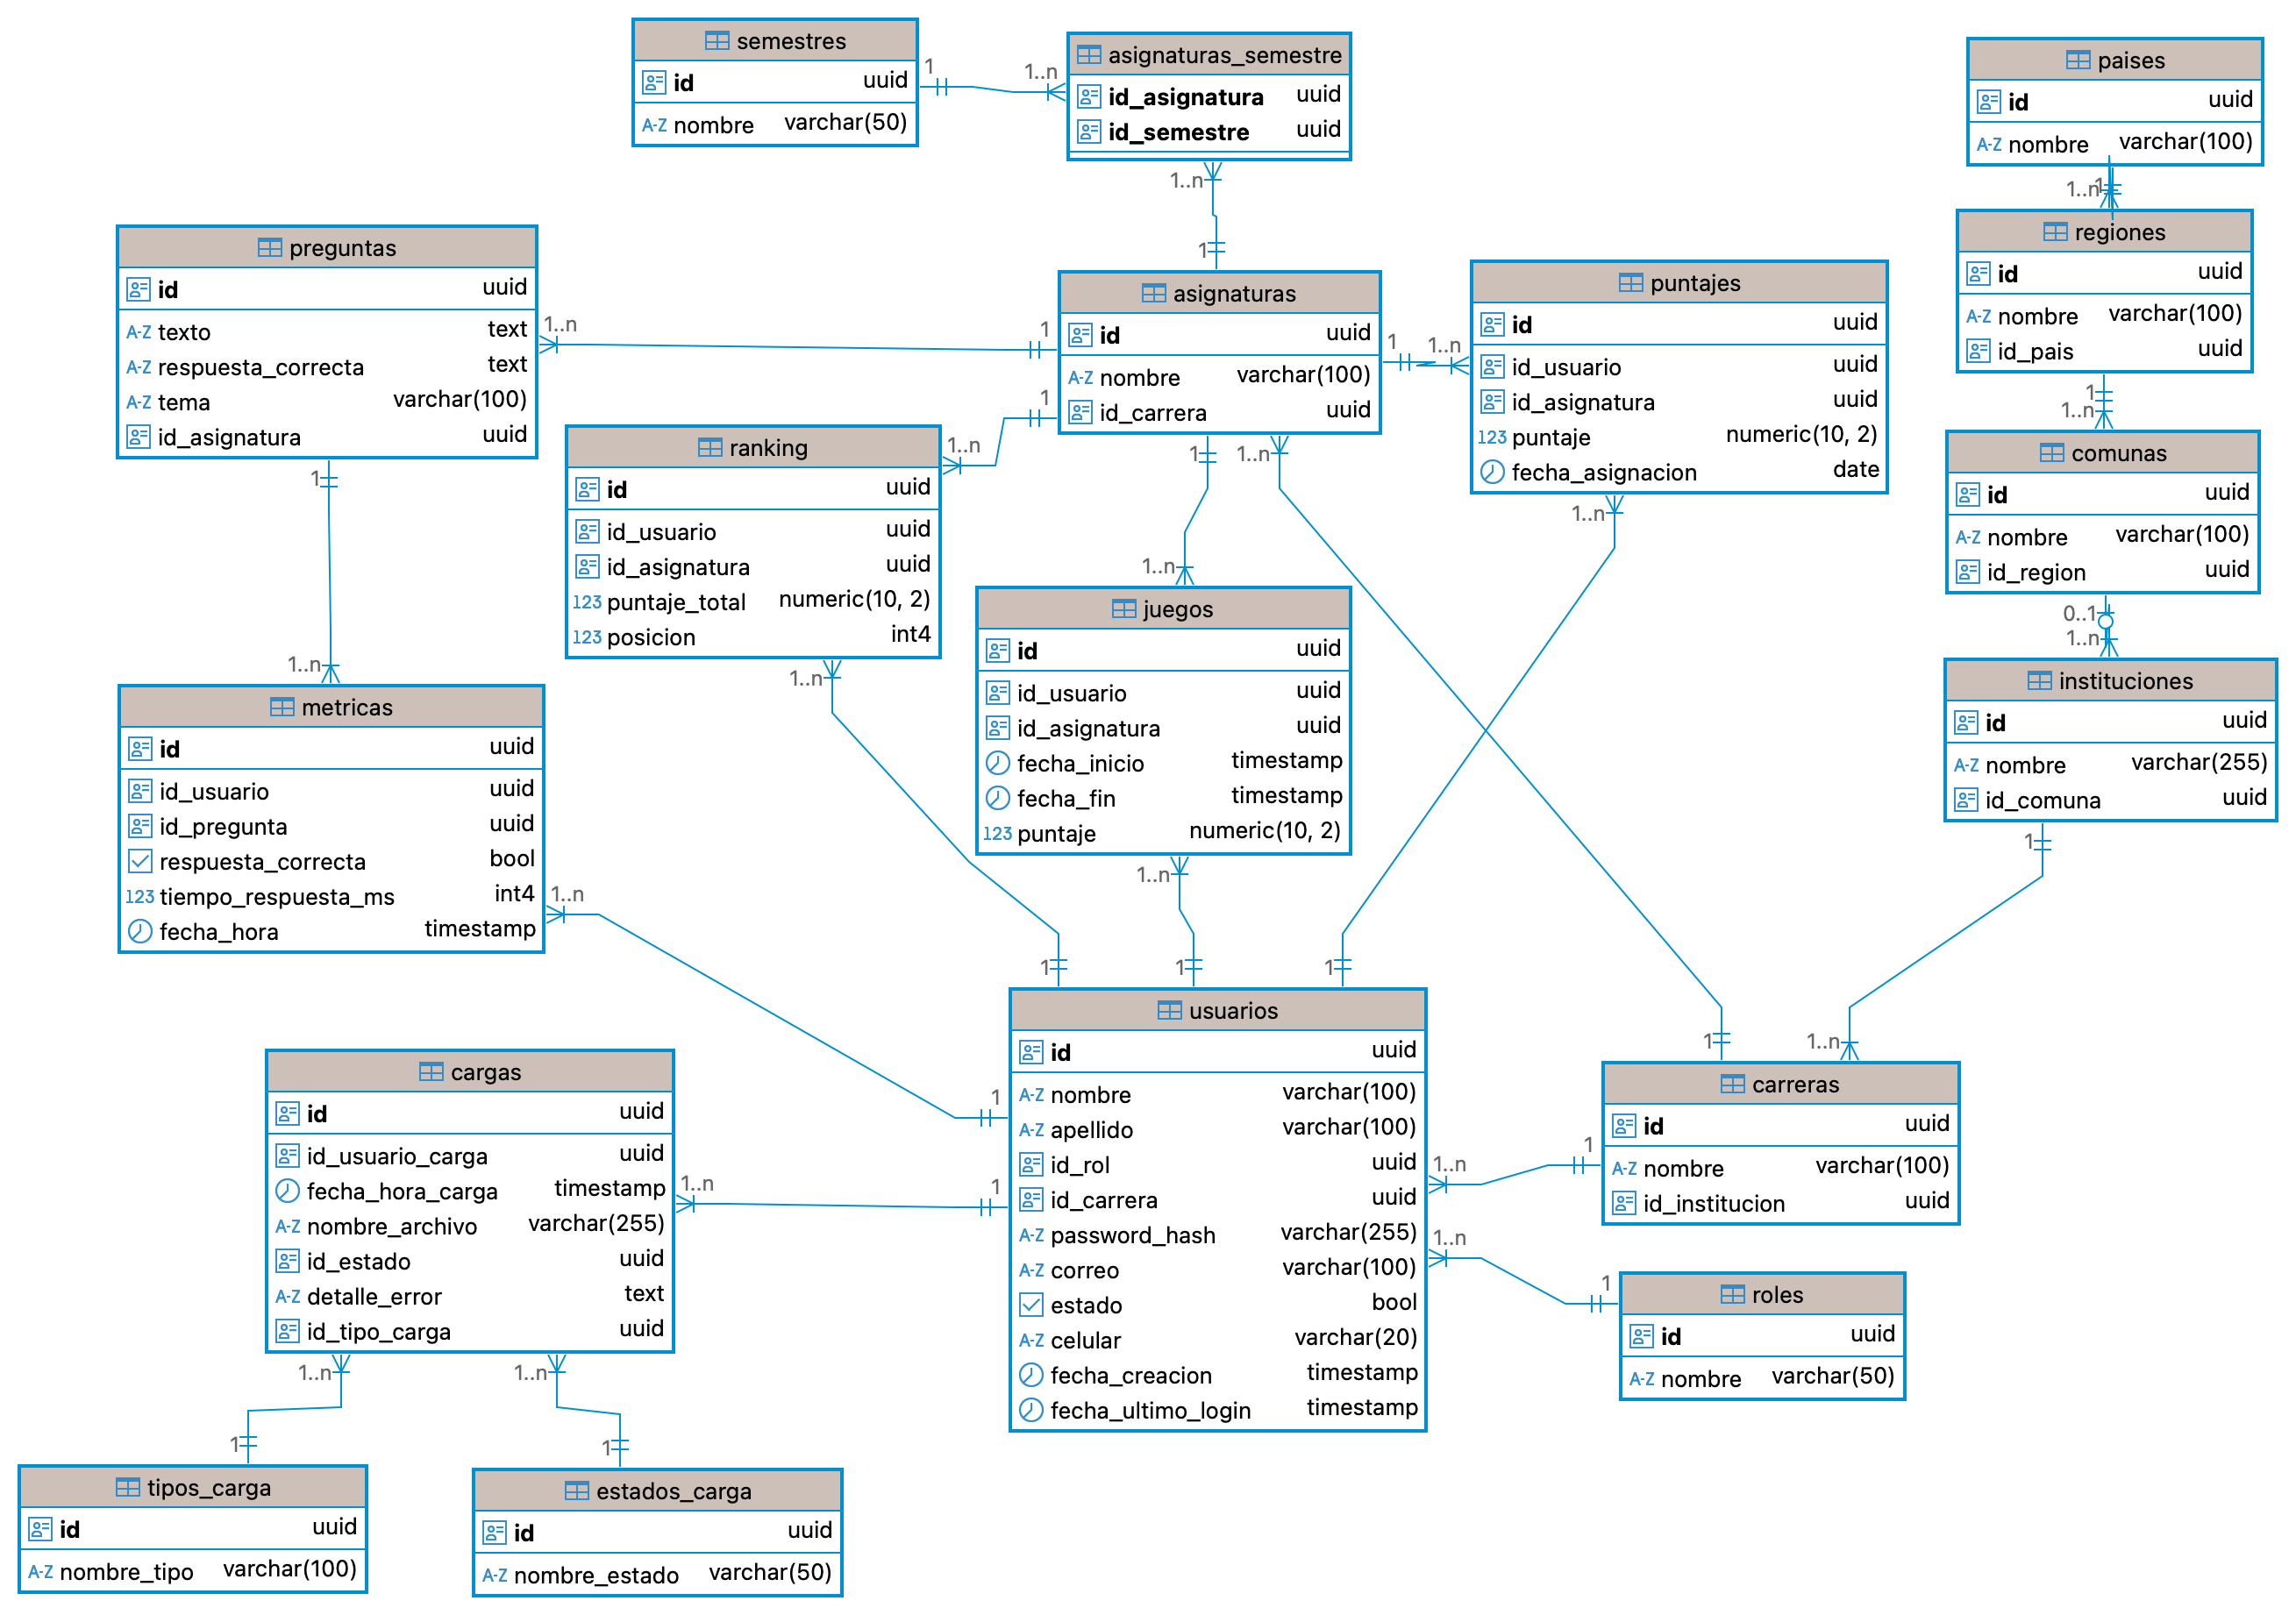 semestres
id uuid
nombre varchar(50)
1
1..n
asignaturas_semestre
id_asignatura uuid
id_semestre uuid
1..n
1
paises
id uuid
A-Z nombre varchar(100)
1..n
1
regiones
id uuid
A-Z nombre varchar(100)
id_pais uuid
1
1..n
comunas
id uuid
A-Z nombre varchar(100)
id_region uuid
0..1
1..n
instituciones
id uuid
A-Z nombre varchar(255)
id_comuna uuid
1
1..n
preguntas
id uuid
A-Z texto text
A-Z respuesta_correcta text
A-Z tema varchar(100)
id_asignatura uuid
1..n
1
1
1..n
asignaturas
id uuid
A-Z nombre varchar(100)
id_carrera uuid
1
1..n
1
1..n
1
1..n
1..n
puntajes
id uuid
id_usuario uuid
id_asignatura uuid
123 puntaje numeric(10, 2)
fecha_asignacion date
1..n
1
ranking
id uuid
id_usuario uuid
id_asignatura uuid
123 puntaje_total numeric(10, 2)
123 posicion int4
1..n
1
juegos
id uuid
id_usuario uuid
id_asignatura uuid
fecha_inicio timestamp
fecha_fin timestamp
123 puntaje numeric(10, 2)
1..n
1
metricas
id uuid
id_usuario uuid
id_pregunta uuid
respuesta_correcta bool
123 tiempo_respuesta_ms int4
fecha_hora timestamp
1..n
1
usuarios
id uuid
A-Z nombre varchar(100)
A-Z apellido varchar(100)
id_rol uuid
id_carrera uuid
A-Z password_hash varchar(255)
A-Z correo varchar(100)
estado bool
A-Z celular varchar(20)
fecha_creacion timestamp
fecha_ultimo_login timestamp
1..n
1
1..n
1
carreras
id uuid
A-Z nombre varchar(100)
id_institucion uuid
1
roles
id uuid
A-Z nombre varchar(50)
cargas
id uuid
id_usuario_carga uuid
fecha_hora_carga timestamp
A-Z nombre_archivo varchar(255)
id_estado uuid
A-Z detalle_error text
id_tipo_carga uuid
1..n
1
1..n
1..n
1
1
tipos_carga
id uuid
A-Z nombre_tipo varchar(100)
estados_carga
id uuid
A-Z nombre_estado varchar(50)